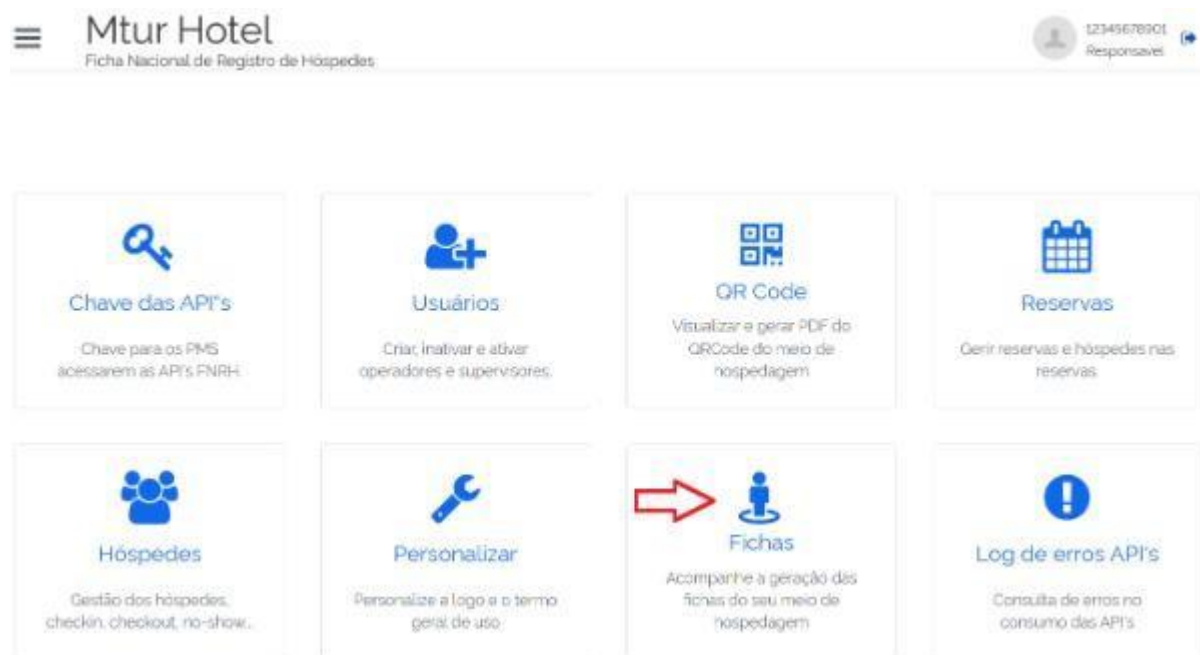 Mtur Hotel
Ficha Nacional de Registro de Hóspedes
12345678901
Responsavel
Chave das API"s
Chave para os PMS
acessarem as API's FNRH.
Usuários
Criar, inativar e ativar
operadores e supervisores.
QR Code
Visualizar e gerar PDF do
QRCode do meio de
hospedagem
Reservas
Gerir reservas e hóspedes nas
reservas
Hóspedes
Gestão dos hóspedes,
checkin, checkout, no-show...
Personalizar
Personalize a logo e o termo
geral de uso
Fichas
Acompanhe a geração das
fichas do seu meio de
hospedagem
Log de erros API's
Consulta de erros no
consumo das API's